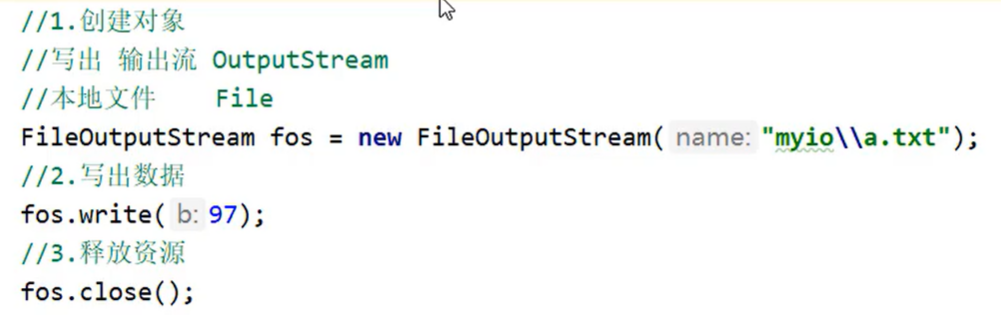 //1.创建对象
//写出 输出流 OutputStream
//本地文件    File
FileOutputStream fos = new FileOutputStream( name: "myio\\a.txt");
//2.写出数据
fos.write( b: 97);
//3.释放资源
fos.close();